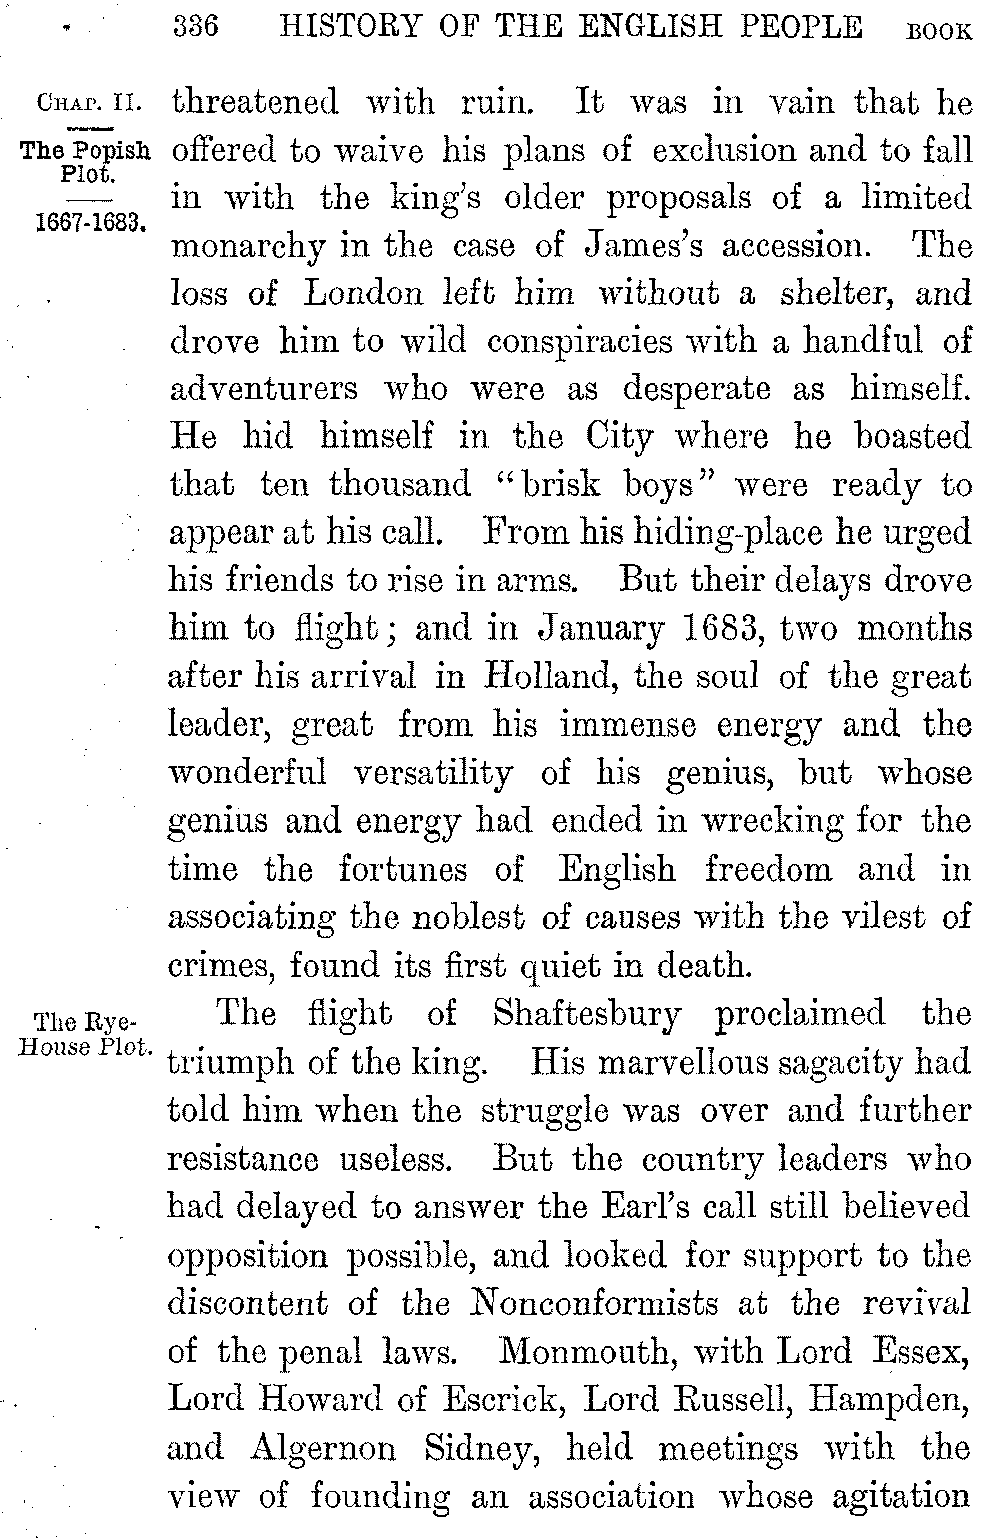 336 HISTORY OF THE ENGLISH PEOPLE BOOK
CHAP. II.
The Popish
Plot.
1667-1683.
threatened with ruin. It was in vain that he
offered to waive his plans of exclusion and to fall
in with the king's older proposals of a limited
monarchy in the case of James's accession. The
loss of London left him without a shelter, and
drove him to wild conspiracies with a handful of
adventurers who were as desperate as himself.
He hid himself in the City where he boasted
that ten thousand "brisk boys" were ready to
appear at his call. From his hiding-place he urged
his friends to rise in arms. But their delays drove
him to flight; and in January 1683, two months
after his arrival in Holland, the soul of the great
leader, great from his immense energy and the
wonderful versatility of his genius, but whose
genius and energy had ended in wrecking for the
time the fortunes of English freedom and in
associating the noblest of causes with the vilest of
crimes, found its first quiet in death.
The Rye-
House Plot.
The flight of Shaftesbury proclaimed the
triumph of the king. His marvellous sagacity had
told him when the struggle was over and further
resistance useless. But the country leaders who
had delayed to answer the Earl's call still believed
opposition possible, and looked for support to the
discontent of the Nonconformists at the revival
of the penal laws. Monmouth, with Lord Essex,
Lord Howard of Escrick, Lord Russell, Hampden,
and Algernon Sidney, held meetings with the
view of founding an association whose agitation